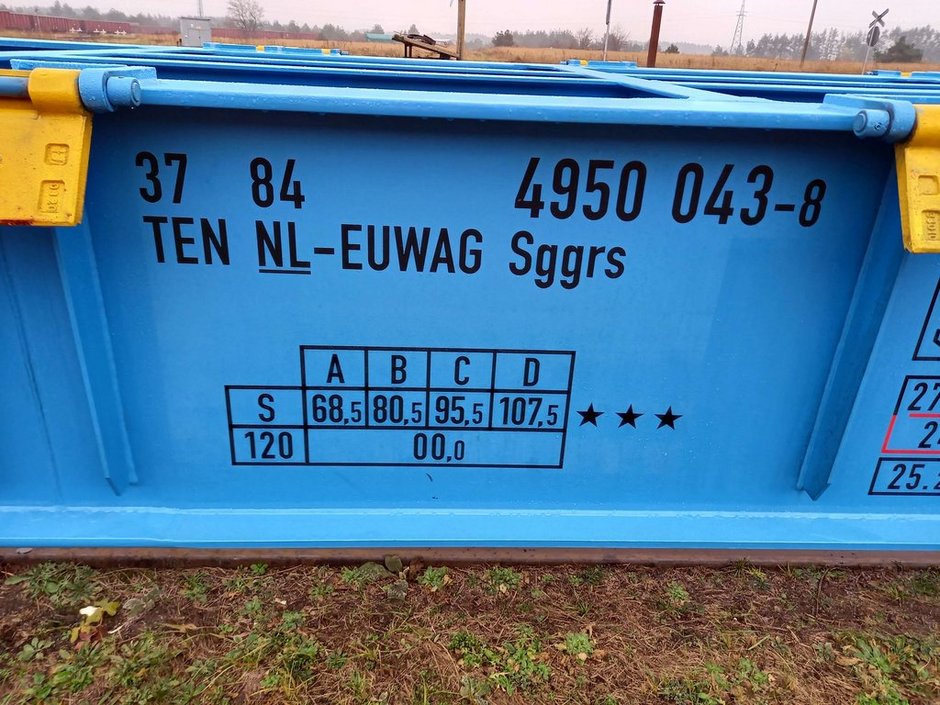 37 84 4950 043-8
TEN NL-EUWAG Sggrs
A B C D
S 68,5 80,5 95,5 107,5 ★★★
120 00,0